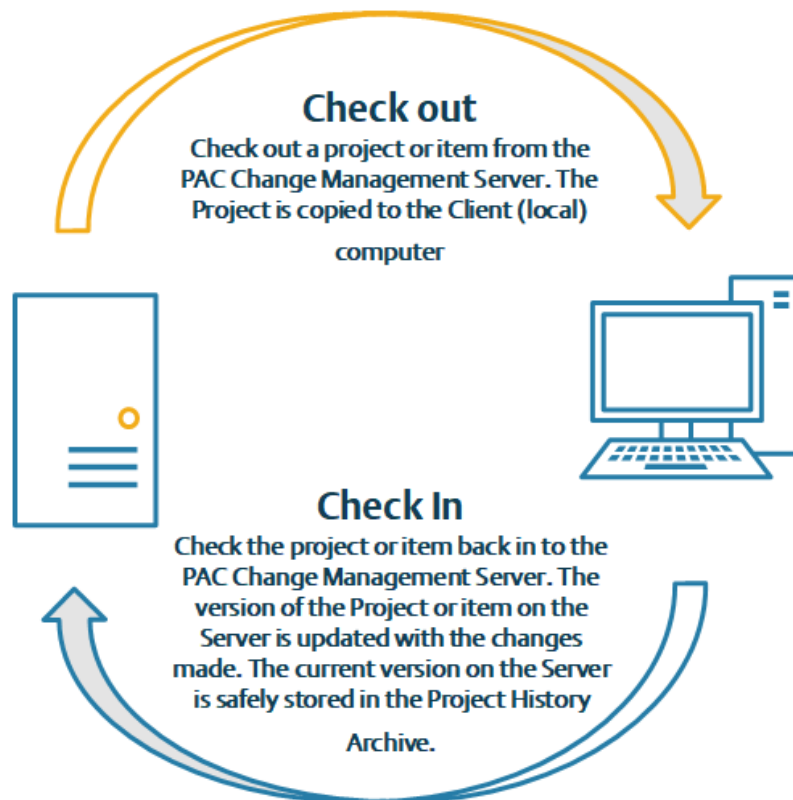 Check out
Check out a project or item from the
PAC Change Management Server. The
Project is copied to the Client (local)
computer
Check In
Check the project or item back in to the
PAC Change Management Server. The
version of the Project or item on the
Server is updated with the changes
made. The current version on the Server
is safely stored in the Project History
Archive.